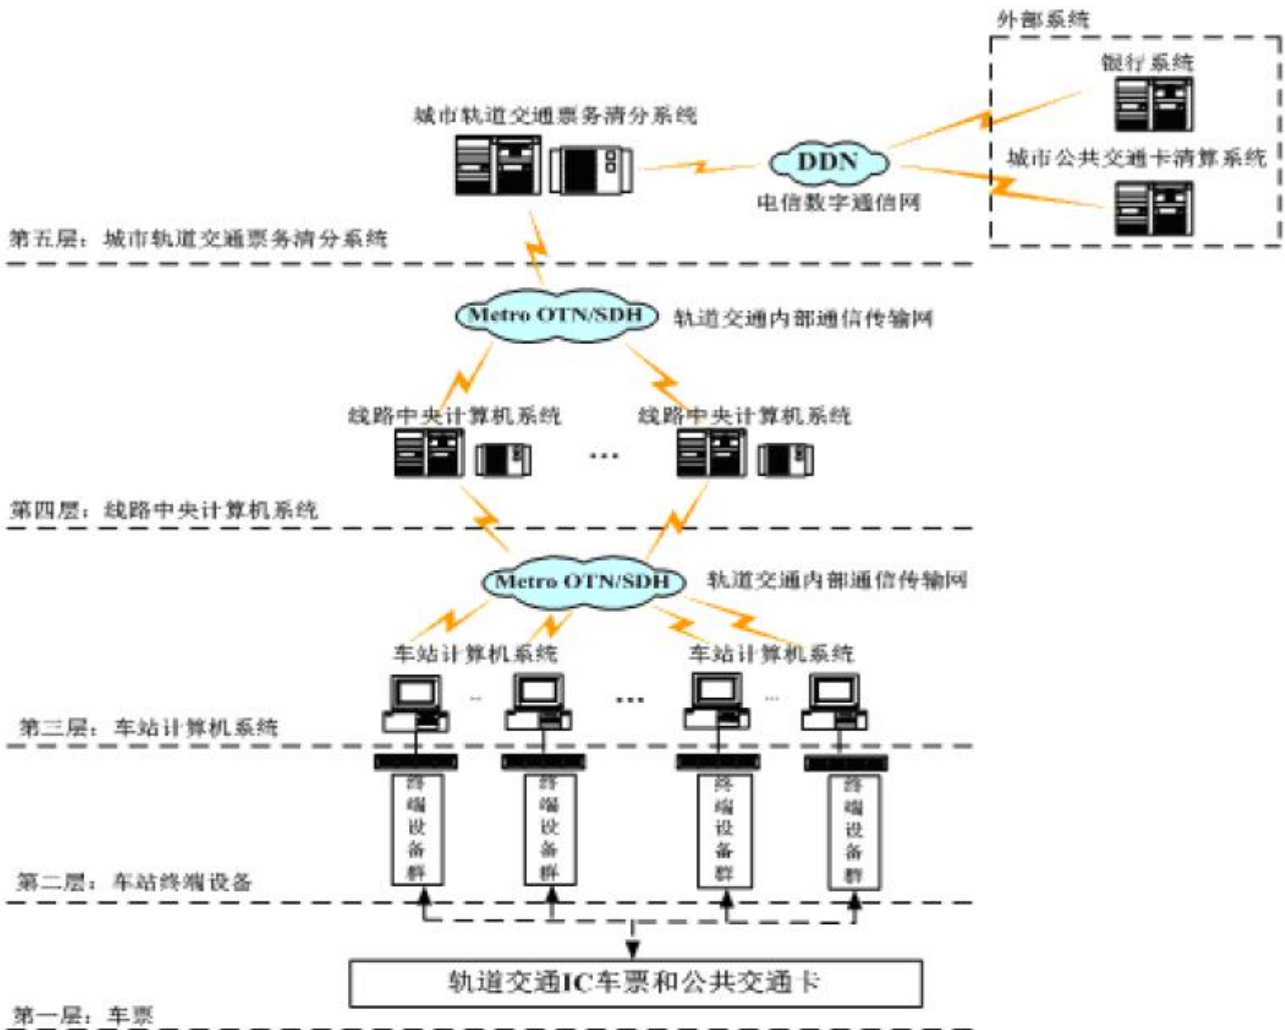 外部系统
银行系统
城市轨道交通票务清分系统
DDN
城市公共交通卡清算系统
电信数字通信网
第五层：城市轨道交通票务清分系统
Metro OTN/SDH
轨道交通内部通信传输网
线路中央计算机系统
线路中央计算机系统
...
第四层：线路中央计算机系统
Metro OTN/SDH
轨道交通内部通信传输网
车站计算机系统
车站计算机系统
..
...
...
第三层：车站计算机系统
终端设备群
终端设备群
终端设备群
终端设备群
第二层：车站终端设备
轨道交通IC车票和公共交通卡
第一层：车票